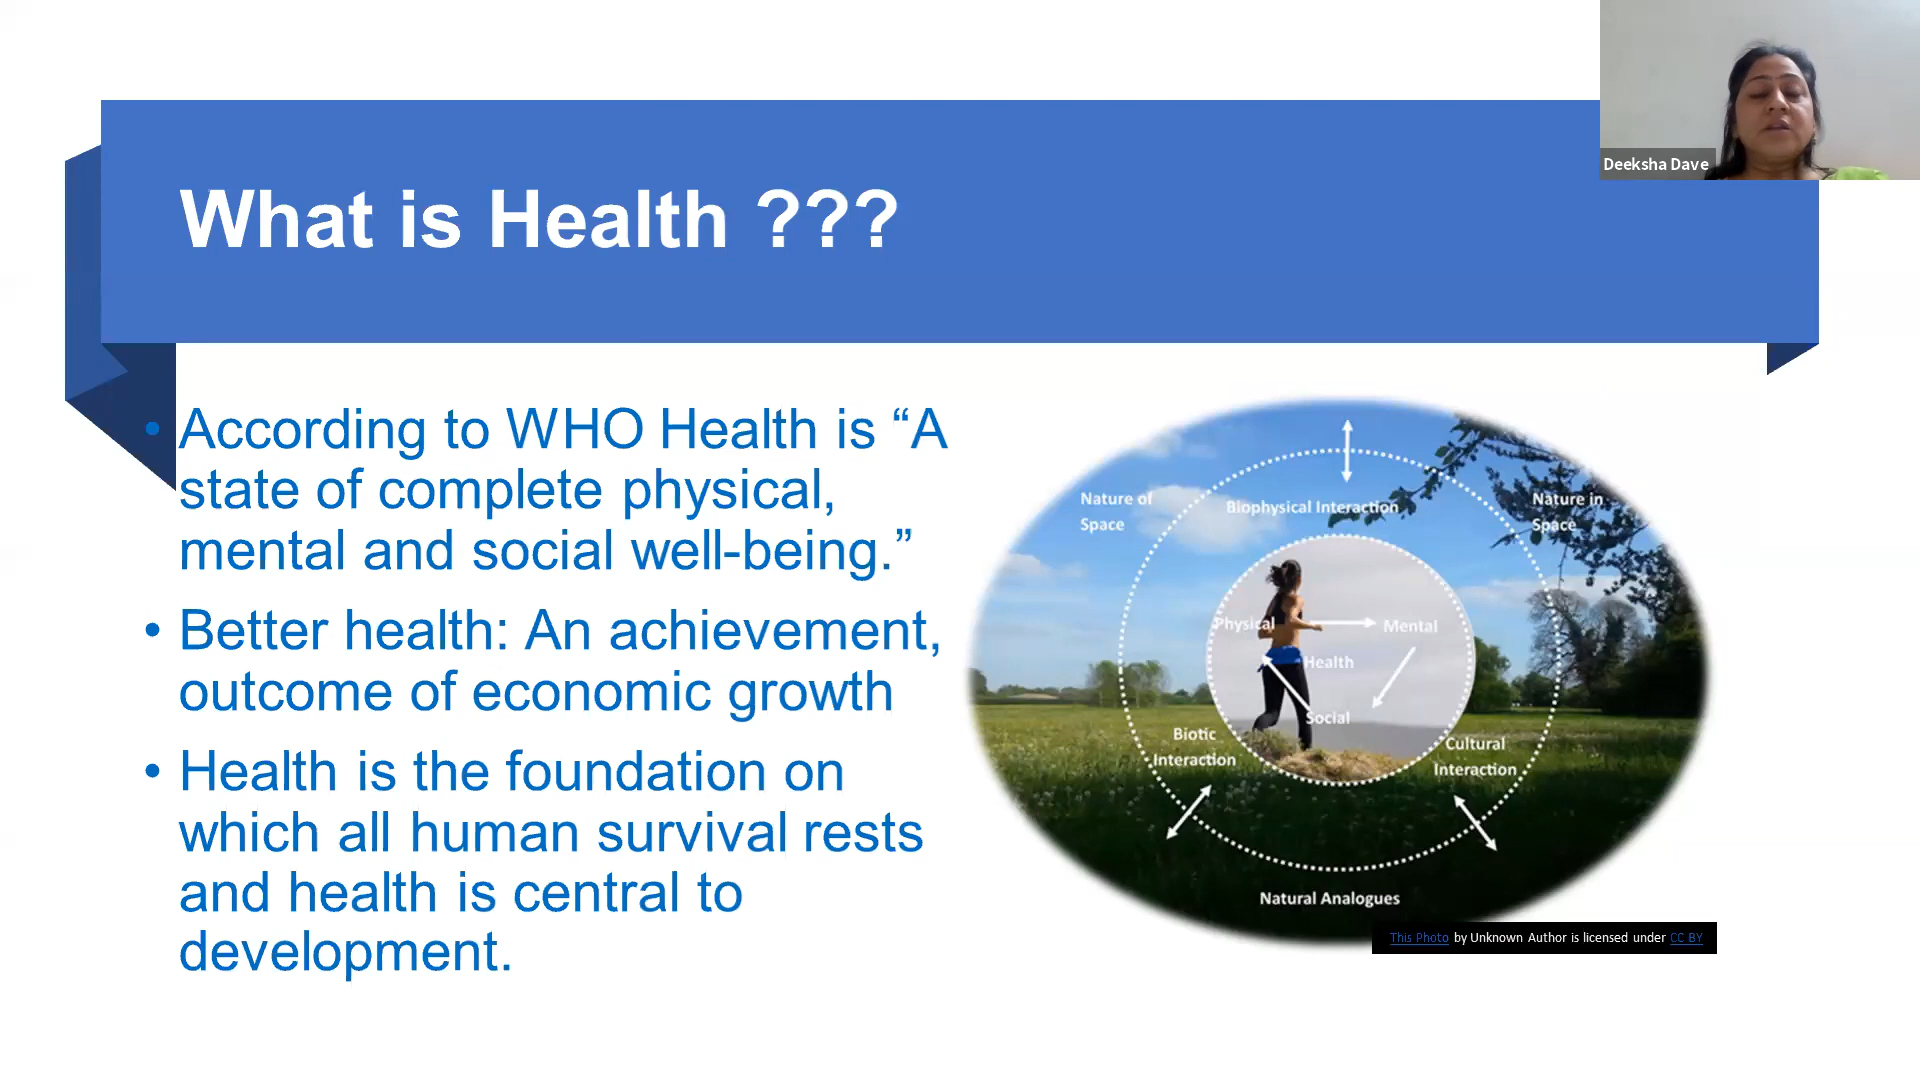 Deeksha Dave
What is Health ???
• According to WHO Health is “A
state of complete physical,
mental and social well-being.”
• Better health: An achievement,
outcome of economic growth
• Health is the foundation on
which all human survival rests
and health is central to
development.
Nature of
Space
Biophysical Interaction
Nature in
Space
Physical
Mental
Health
Social
Biotic
Interaction
Cultural
Interaction
Natural Analogues
This Photo by Unknown Author is licensed under CC BY